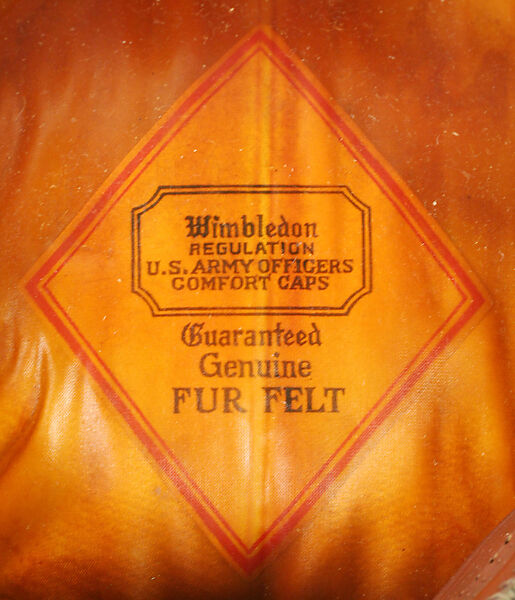 Wimbledon
REGULATION
U.S. ARMY OFFICERS
COMFORT CAPS
Guaranteed
Genuine
FUR FELT